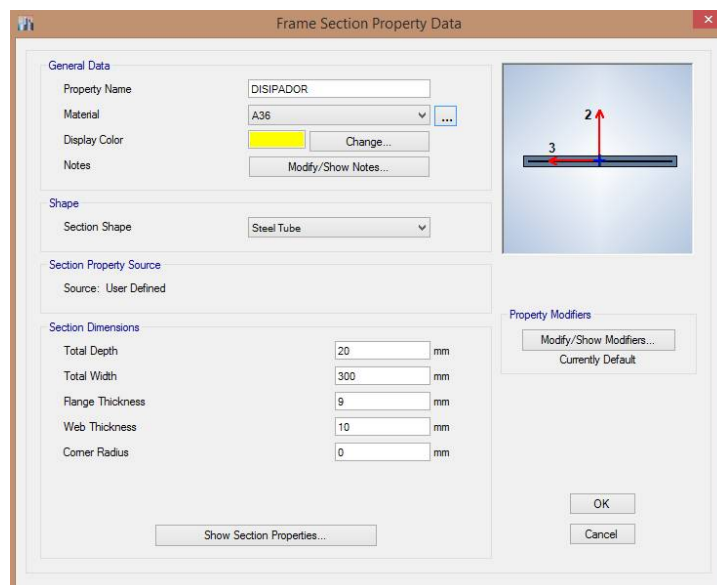 Frame Section Property Data
General Data
Property Name DISIPADOR
Material A36 ...
Display Color Change...
Notes Modify/Show Notes...
Shape
Section Shape Steel Tube
Section Property Source
Source: User Defined
Section Dimensions
Total Depth 20 mm
Total Width 300 mm
Flange Thickness 9 mm
Web Thickness 10 mm
Corner Radius 0 mm
Show Section Properties...
2
3
Property Modifiers
Modify/Show Modifiers...
Currently Default
OK
Cancel